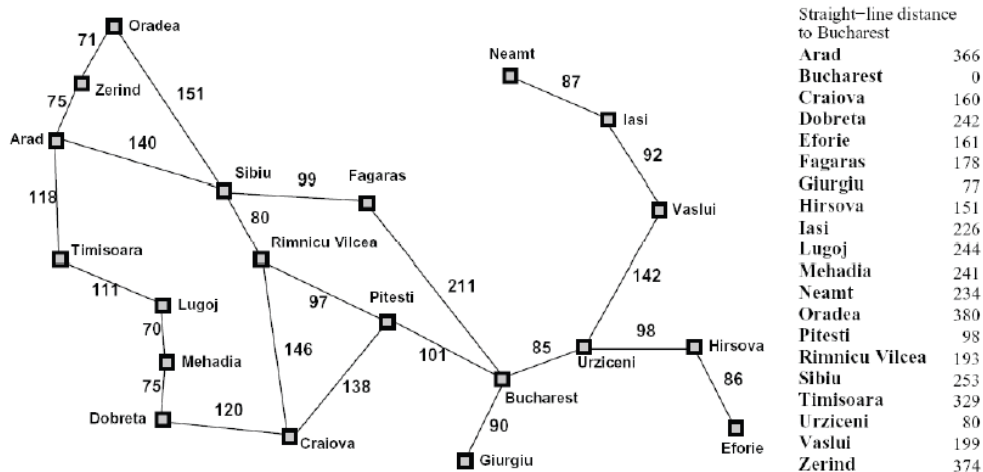 Oradea
71
Neamt
87
Zerind
151
75
Iasi
Arad
140
92
Sibiu
99
Fagaras
118
Vaslui
80
Timisoara
Rimnicu Vilcea
142
211
111
Lugoj
97
Pitesti
70
98
Hirsova
146
101
85
Urziceni
Mehadia
86
75
138
Bucharest
120
90
Dobreta
Craiova
Eforie
Giurgiu
Straight-line distance
to Bucharest
Arad 366
Bucharest 0
Craiova 160
Dobreta 242
Eforie 161
Fagaras 178
Giurgiu 77
Hirsova 151
Iasi 226
Lugoj 244
Mehadia 241
Neamt 234
Oradea 380
Pitesti 98
Rimnicu Vilcea 193
Sibiu 253
Timisoara 329
Urziceni 80
Vaslui 199
Zerind 374